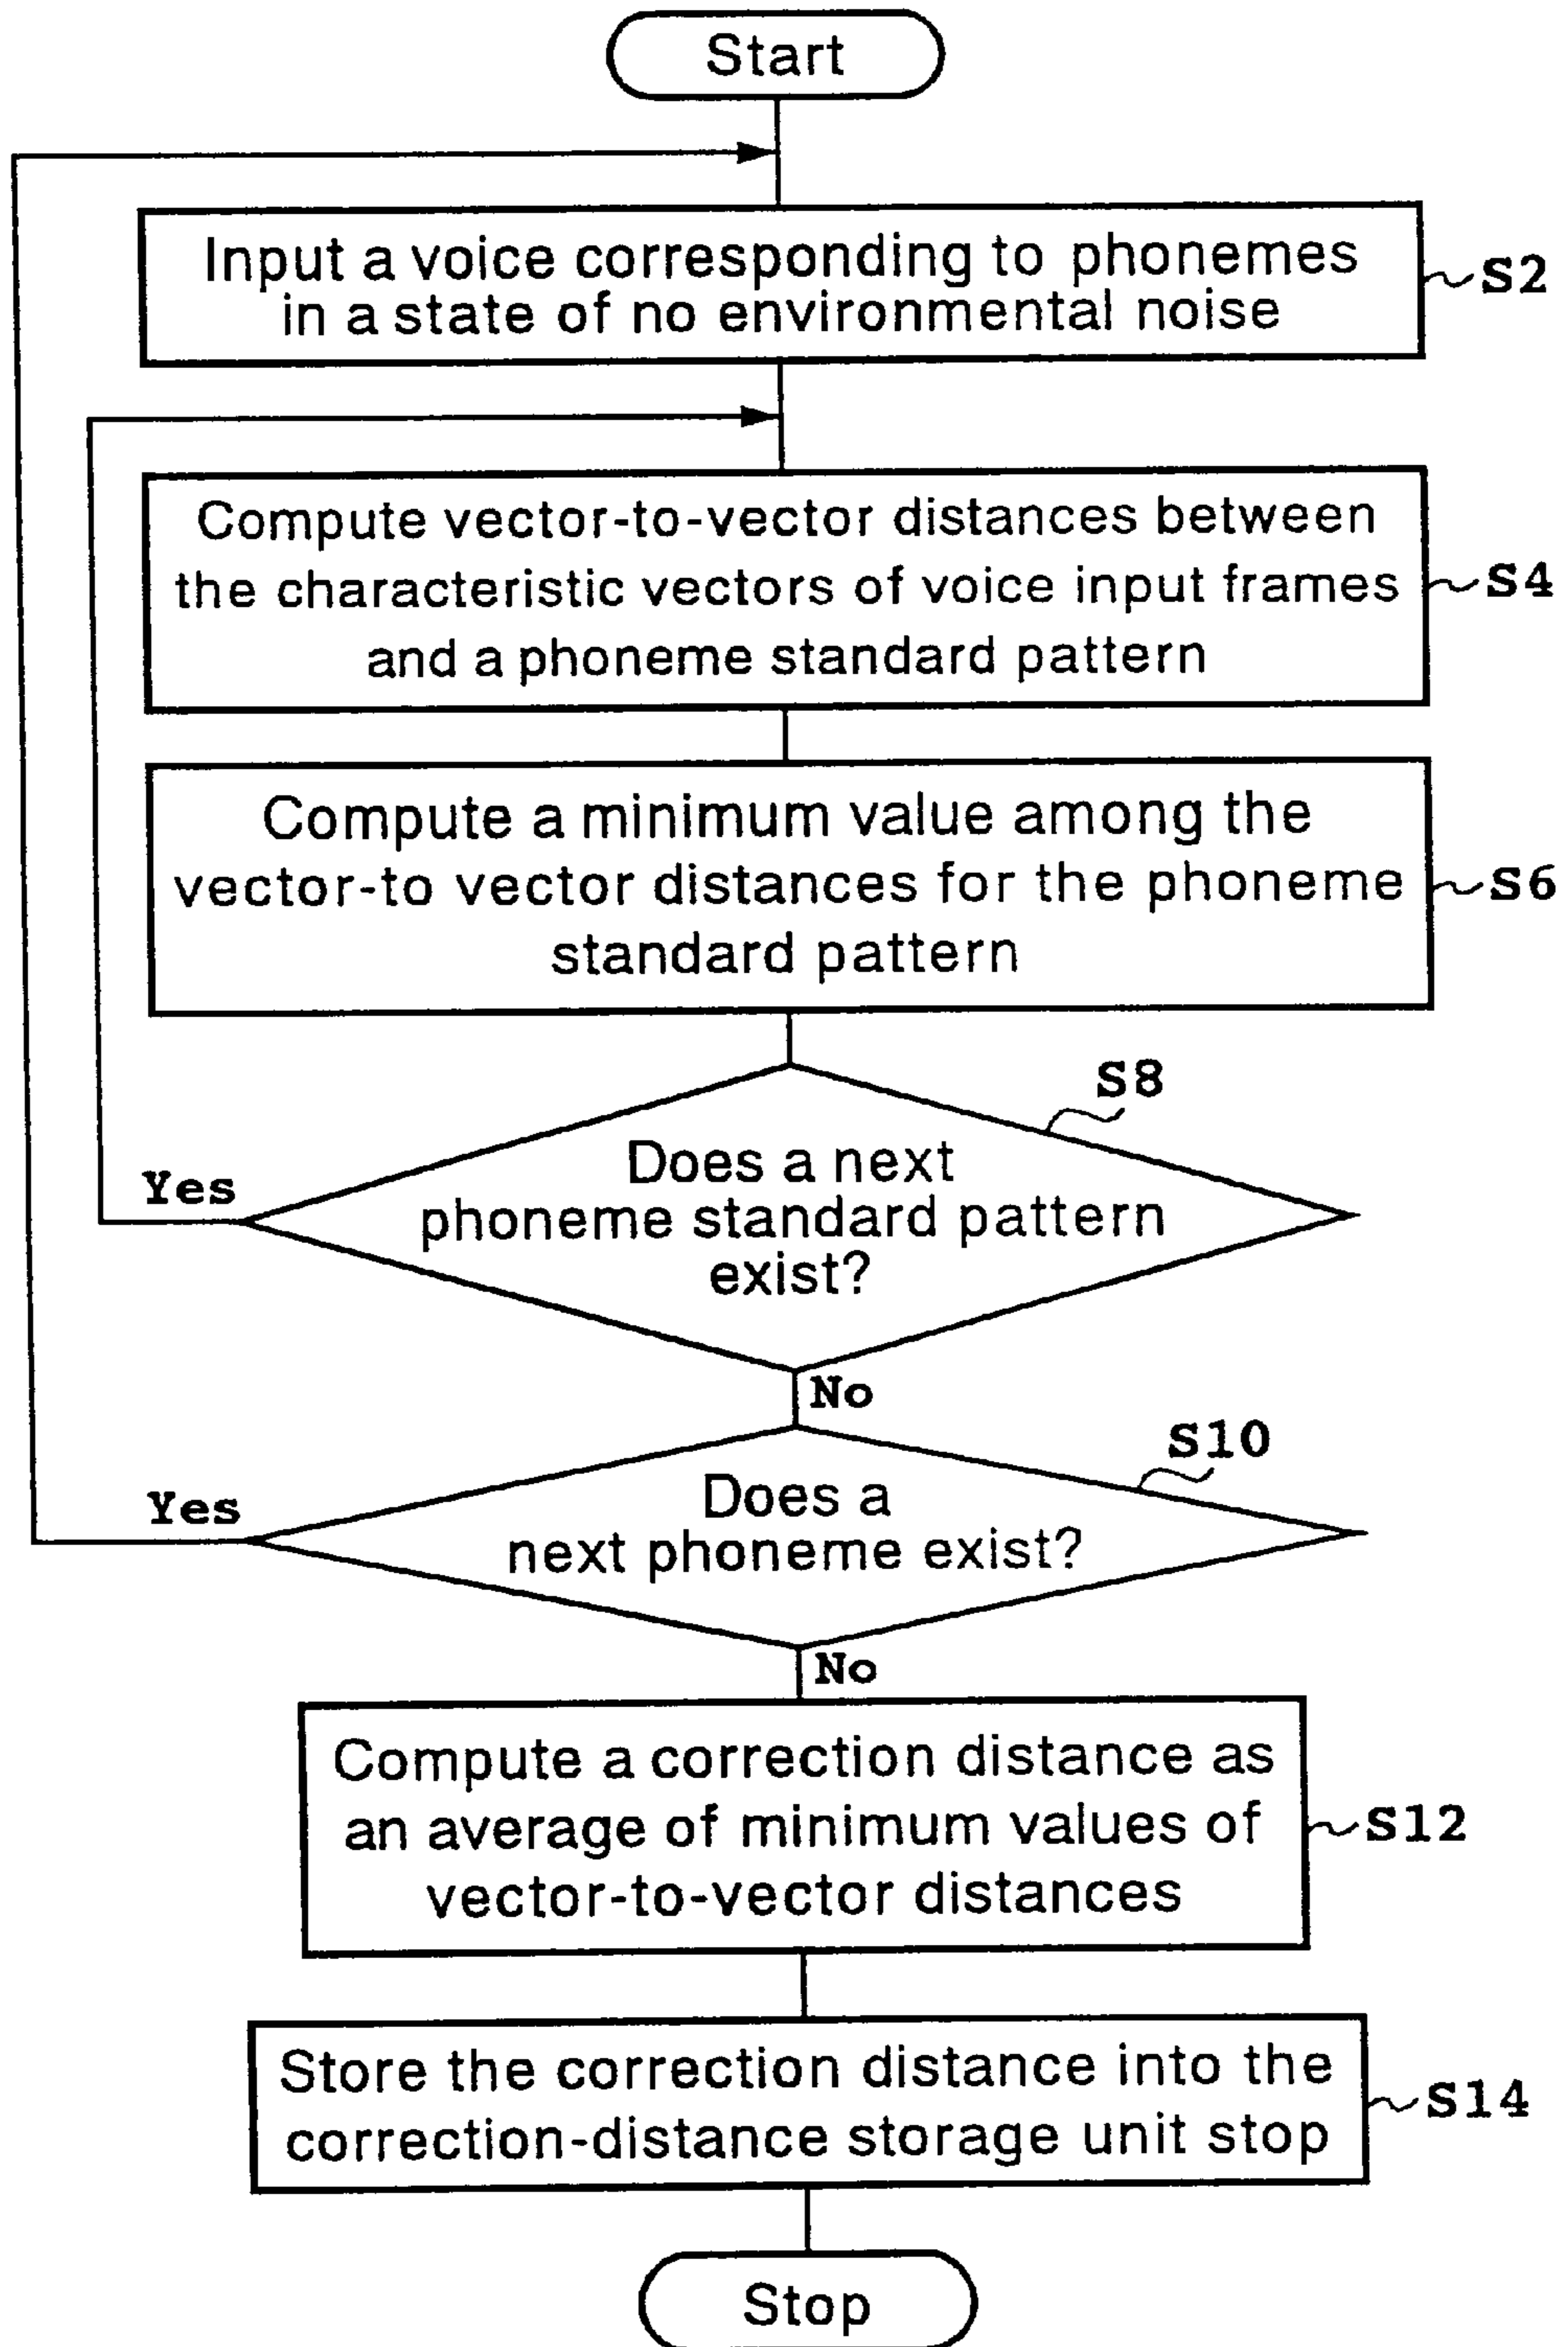 Start
Input a voice corresponding to phonemes
in a state of no environmental noise
S2
Compute vector-to-vector distances between
the characteristic vectors of voice input frames
and a phoneme standard pattern
S4
Compute a minimum value among the
vector-to vector distances for the phoneme
standard pattern
S6
S8
Does a next
phoneme standard pattern
exist?
Yes
No
S10
Does a
next phoneme exist?
Yes
No
Compute a correction distance as
an average of minimum values of
vector-to-vector distances
S12
Store the correction distance into the
correction-distance storage unit stop
S14
Stop